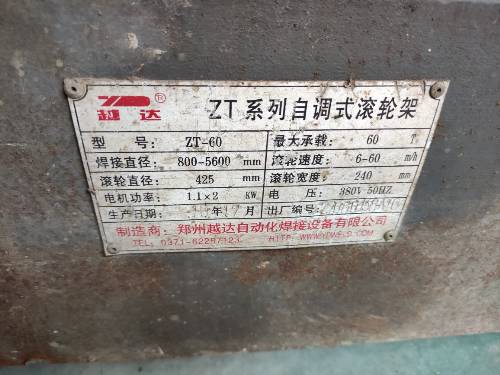 利达 ZT系列自调式滚轮架
型 号: ZT-60 最大承载: 60 T
焊接直径: 800-5600 mm 滚轮速度: 6-60 m/h
滚轮直径: 425 mm 滚轮宽度: 240 mm
电机功率: 1.1×2 KW 电 压: 380V 50HZ
生产日期: 年 月 出厂编号:
制造商: 郑州越达自动化焊接设备有限公司
TEL: 0371-62297123 HTTP: